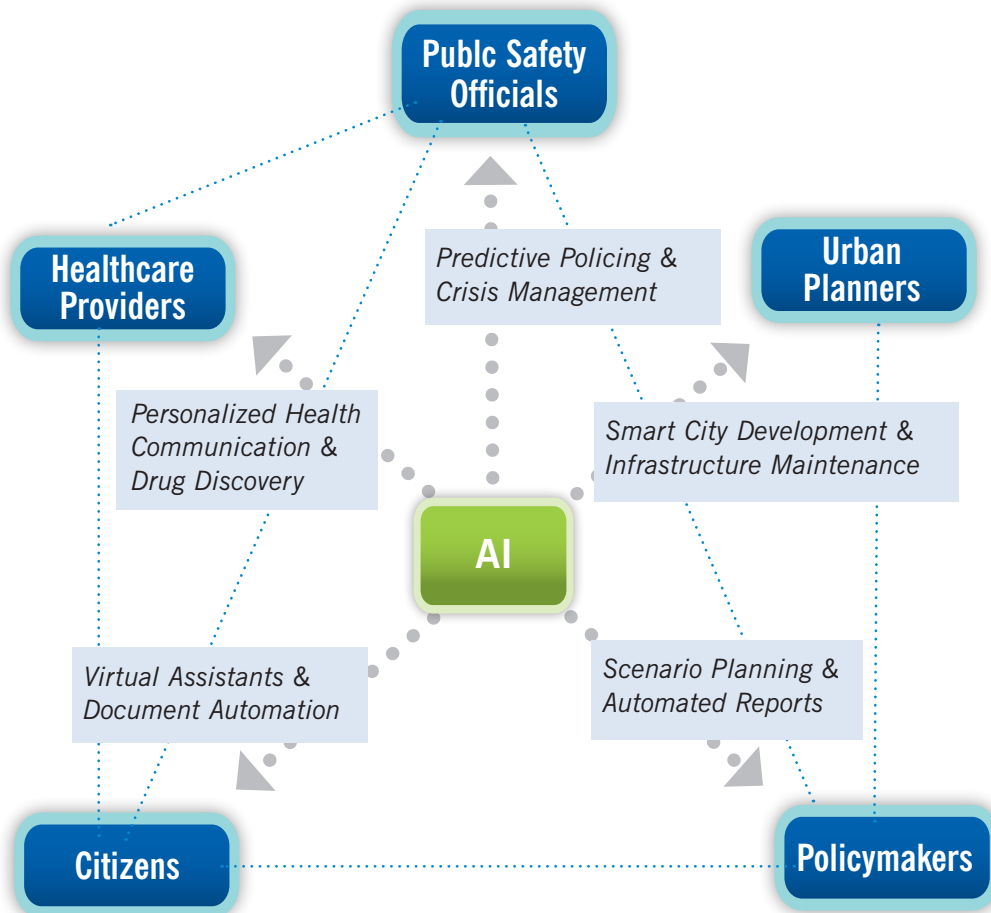 Publc Safety
Officials
Healthcare
Providers
Predictive Policing &
Crisis Management
Urban
Planners
Personalized Health
Communication &
Drug Discovery
Smart City Development &
Infrastructure Maintenance
AI
Virtual Assistants &
Document Automation
Scenario Planning &
Automated Reports
Citizens
Policymakers